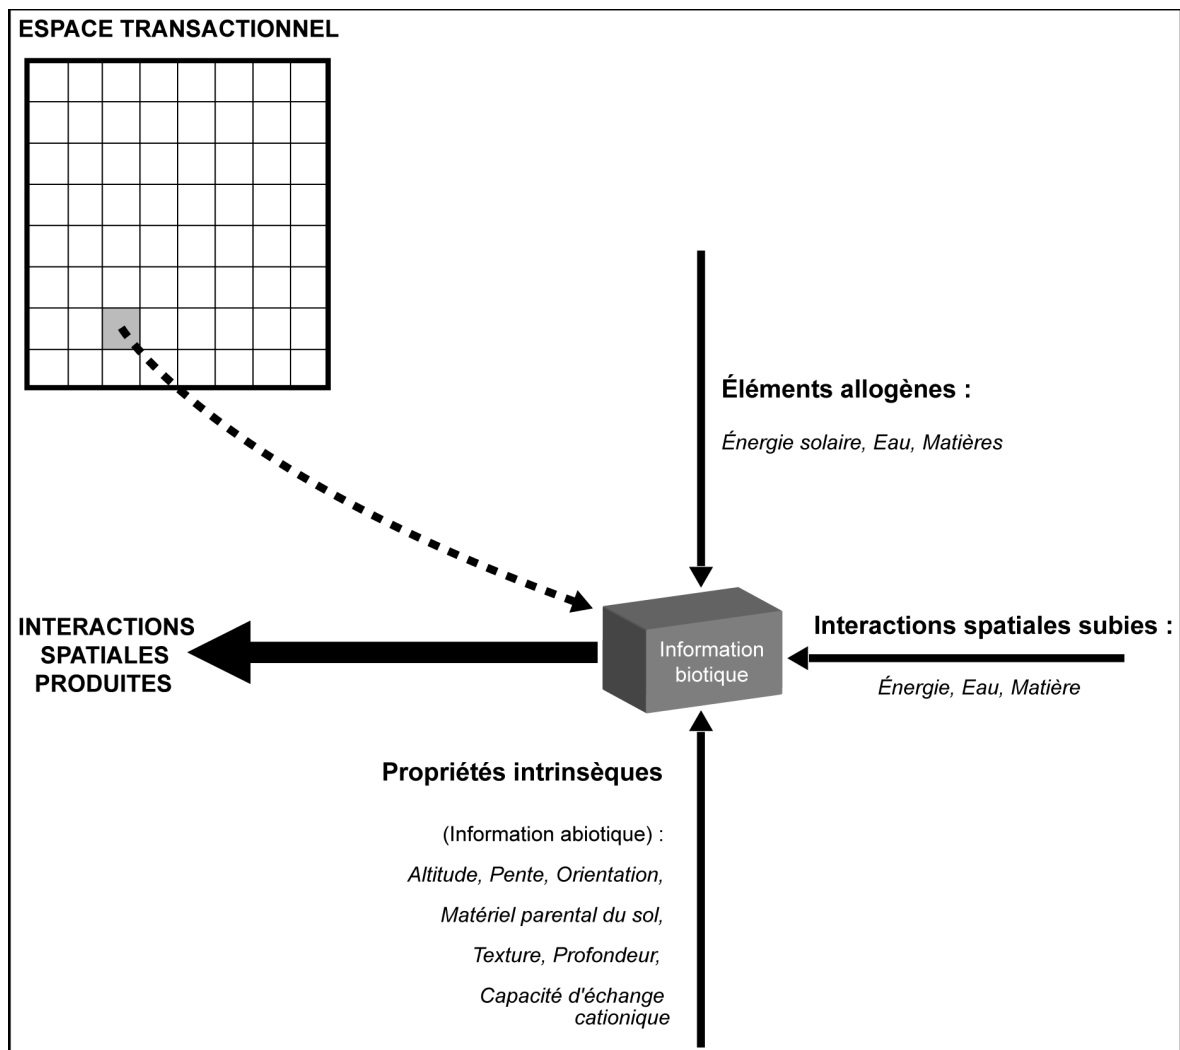 ESPACE TRANSACTIONNEL
Éléments allogènes :
Énergie solaire, Eau, Matières
INTERACTIONS
SPATIALES
PRODUITES
Information
biotique
Interactions spatiales subies :
Énergie, Eau, Matière
Propriétés intrinsèques
(Information abiotique) :
Altitude, Pente, Orientation,
Matériel parental du sol,
Texture, Profondeur,
Capacité d'échange
cationique